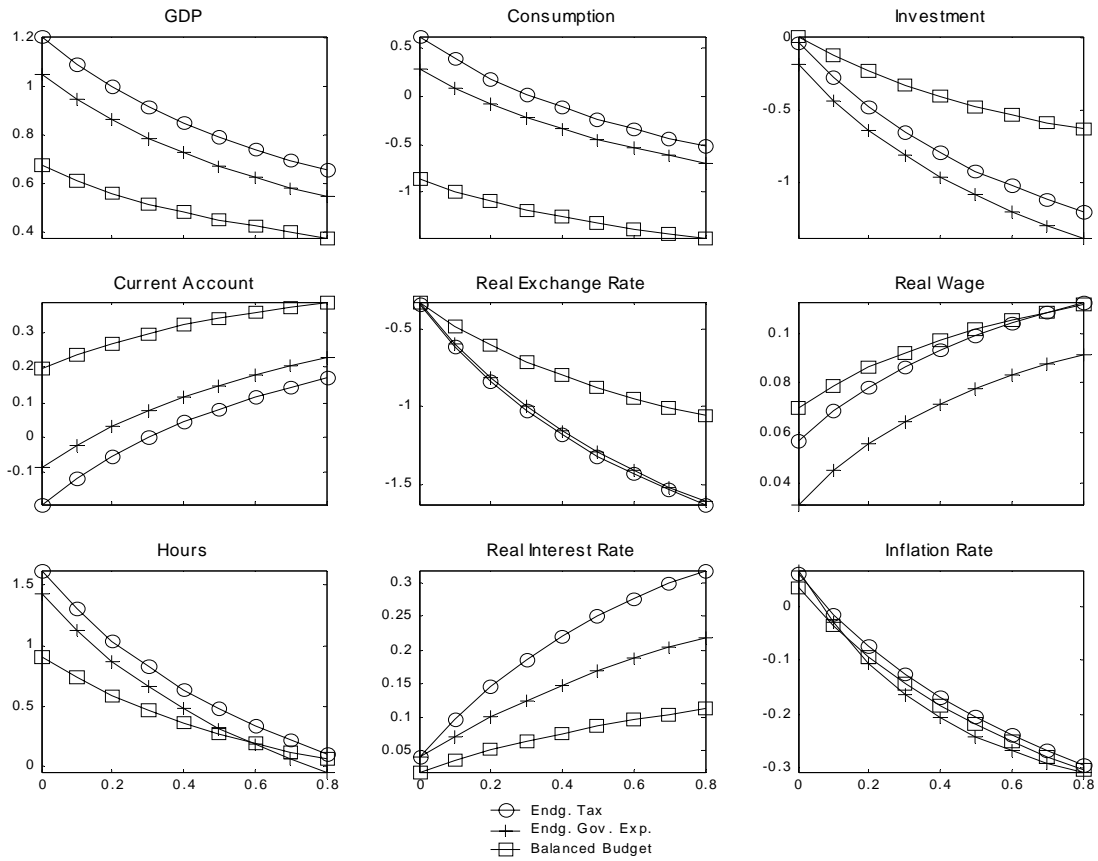 GDP
Consumption
Investment
1.2
1
0.8
0.6
0.4
0.5
0
-0.5
-1
0
-0.5
-1
Current Account
Real Exchange Rate
Real Wage
0.3
0.2
0.1
0
-0.1
-0.5
-1
-1.5
0.1
0.08
0.06
0.04
Hours
Real Interest Rate
Inflation Rate
1.5
1
0.5
0
0.3
0.25
0.2
0.15
0.1
0.05
0
-0.1
-0.2
-0.3
0 0.2 0.4 0.6 0.8
0 0.2 0.4 0.6 0.8
0 0.2 0.4 0.6 0.8
Endg. Tax
Endg. Gov. Exp.
Balanced Budget